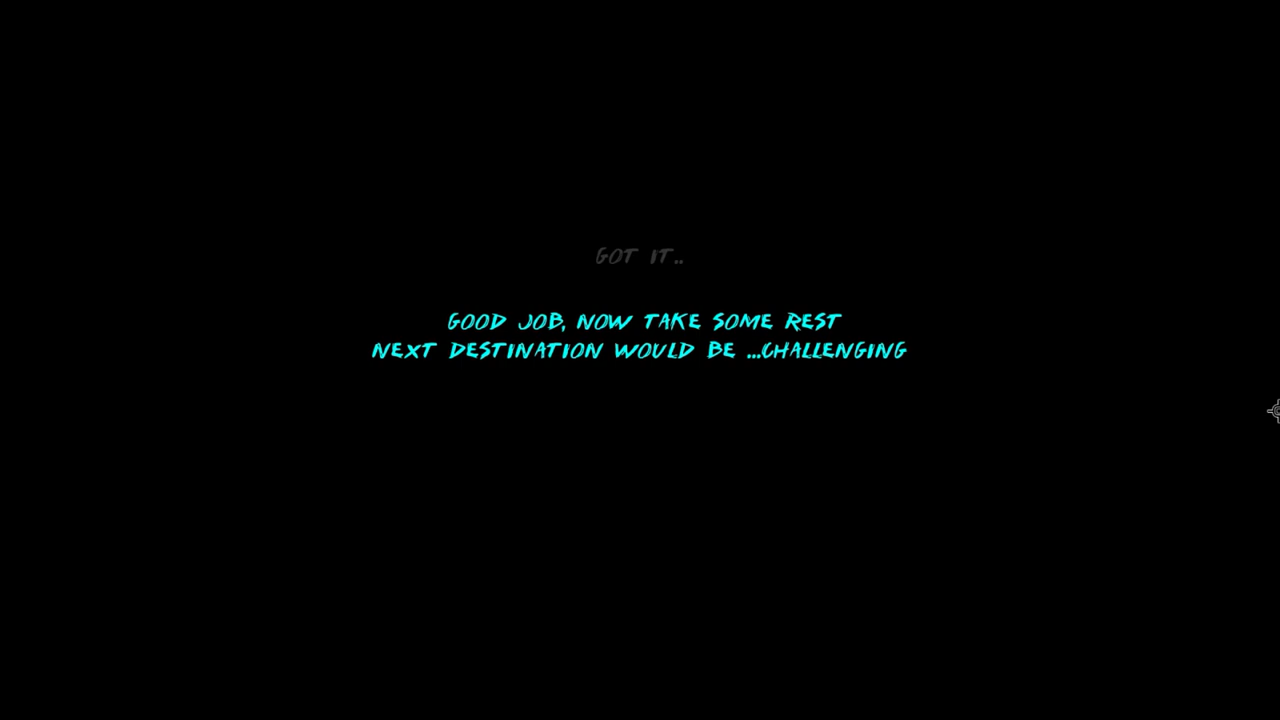 GOT IT..
GOOD JOB, NOW TAKE SOME REST
NEXT DESTINATION WOULD BE ...CHALLENGING